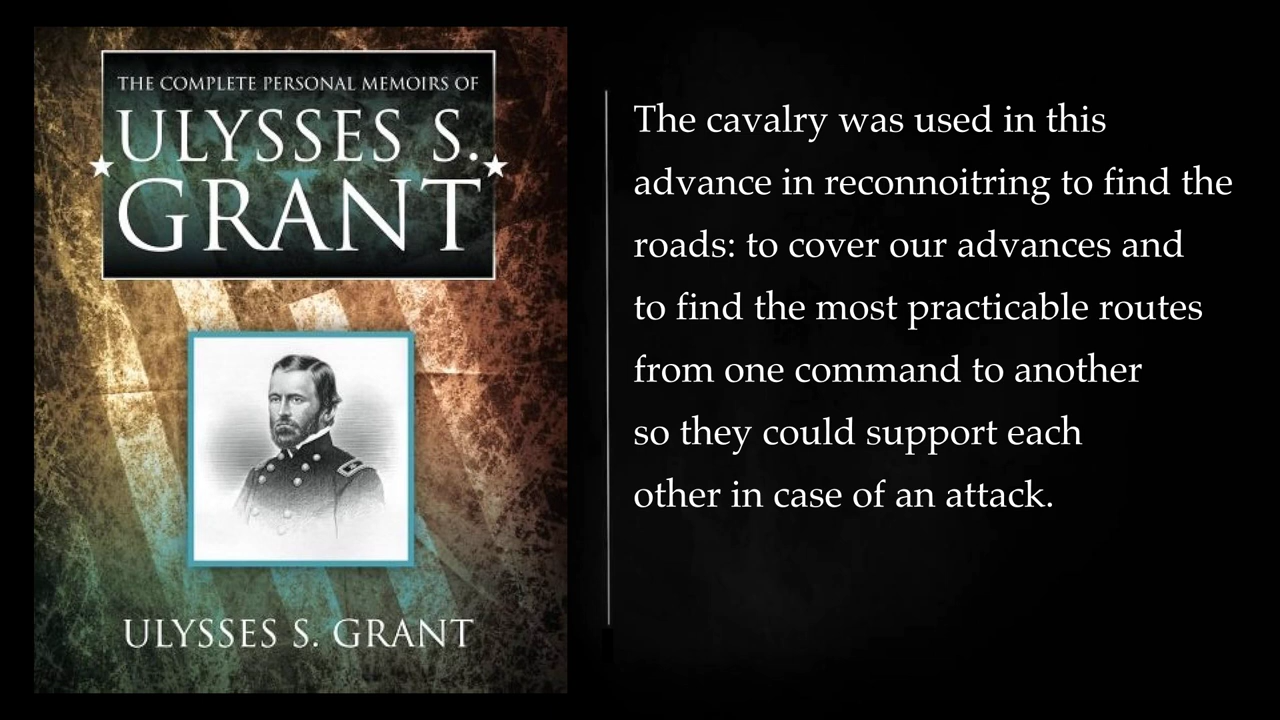 THE COMPLETE PERSONAL MEMOIRS OF
ULYSSES S.
GRANT
ULYSSES S. GRANT
The cavalry was used in this
advance in reconnoitring to find the
roads: to cover our advances and
to find the most practicable routes
from one command to another
so they could support each
other in case of an attack.